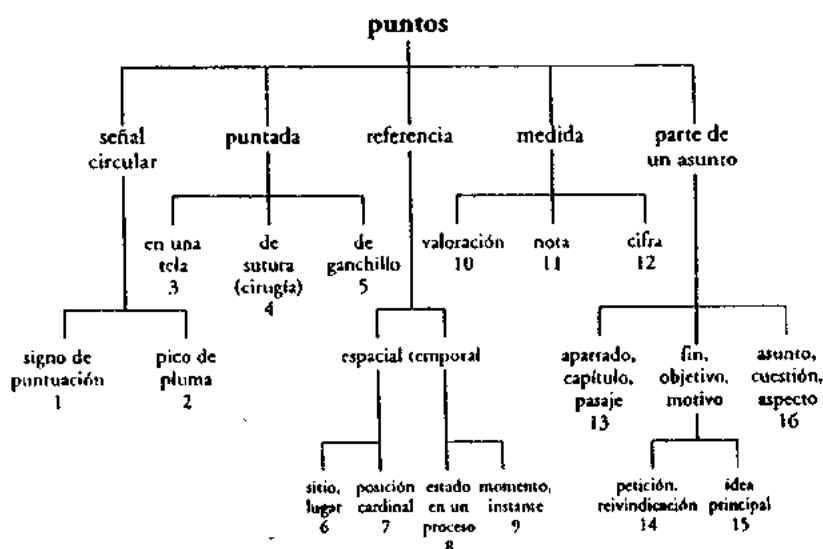 puntos
señal
circular
puntada
referencia
medida
parte de
un asunto
en una
tela
3
de
sutura
(cirugía)
4
de
ganchillo
5
valoración
10
nota
11
cifra
12
signo de
puntuación
1
pico de
pluma
2
espacial temporal
apartado,
capítulo,
pasaje
13
fin,
objetivo,
motivo
asunto,
cuestión,
aspecto
16
sitio,
lugar
6
posición
cardinal
7
estado
en un
proceso
8
momento,
instante
9
petición,
reivindicación
14
idea
principal
15